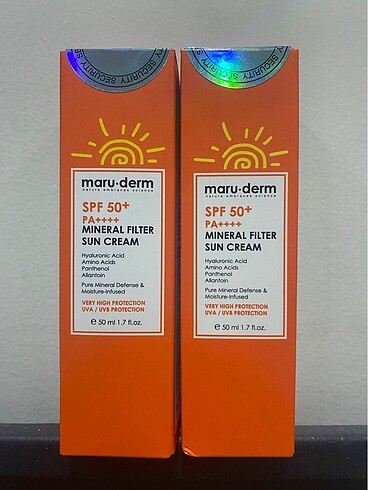 SECURITY SECURITY
maru·derm
nature embraces science
SPF 50+
PA++++
MINERAL FILTER
SUN CREAM
Hyaluronic Acid
Amino Acids
Panthenol
Allantoin
Pure Mineral Defense &
Moisture-Infused
VERY HIGH PROTECTION
UVA / UVB PROTECTION
e 50 ml 1.7 fl.oz.
SECURITY
maru·derm
nature embraces science
SPF 50+
PA++++
MINERAL FILTER
SUN CREAM
Hyaluronic Acid
Amino Acids
Panthenol
Allantoin
Pure Mineral Defense &
Moisture-Infused
VERY HIGH PROTECTION
UVA / UVB PROTECTION
e 50 ml 1.7 fl.oz.